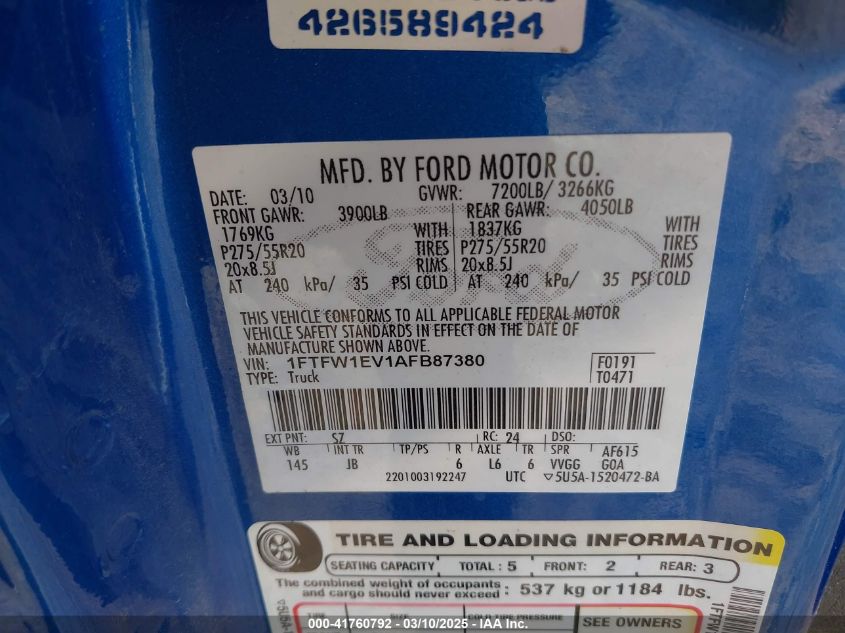 426589424
MFD. BY FORD MOTOR CO.
DATE: 03/10 GVWR: 7200LB/ 3266KG
FRONT GAWR: 3900LB REAR GAWR: 4050LB
1769KG WITH 1837KG WITH
P275/55R20 TIRES P275/55R20 TIRES
20x8.5J RIMS 20x8.5J RIMS
AT 240 kPa/ 35 PSI COLD AT 240 kPa/ 35 PSI COLD
Ford
THIS VEHICLE CONFORMS TO ALL APPLICABLE FEDERAL MOTOR
VEHICLE SAFETY STANDARDS IN EFFECT ON THE DATE OF
MANUFACTURE SHOWN ABOVE.
VIN: 1FTFW1EV1AFB87380 F0191
TYPE: Truck T0471
EXT PNT: SZ RC: 24 DSO:
WB INT TR TP/PS R AXLE TR SPR AF615
145 JB 6 L6 6 VVGG G0A
2201003192247 UTC ▽5U5A-1520472-BA
TIRE AND LOADING INFORMATION
SEATING CAPACITY TOTAL : 5 FRONT: 2 REAR: 3
The combined weight of occupants
and cargo should never exceed : 537 kg or 1184 lbs.
TIRE SIZE COLD TIRE PRESSURE SEE OWNERS
000-41760792 - 03/10/2025 - IAA Inc.